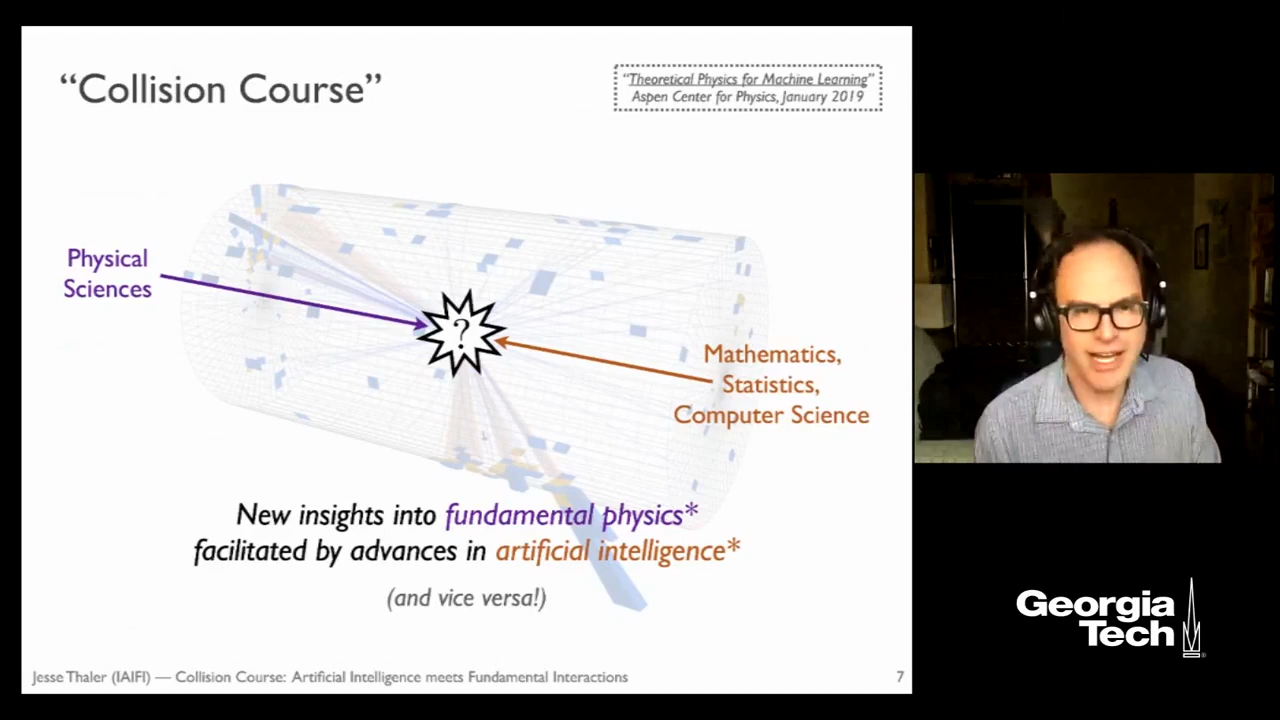 “Collision Course”
“Theoretical Physics for Machine Learning”
Aspen Center for Physics, January 2019
Physical
Sciences
?
Mathematics,
Statistics,
Computer Science
New insights into fundamental physics*
facilitated by advances in artificial intelligence*
(and vice versa!)
Jesse Thaler (IAIFI) — Collision Course: Artificial Intelligence meets Fundamental Interactions
7
Georgia
Tech